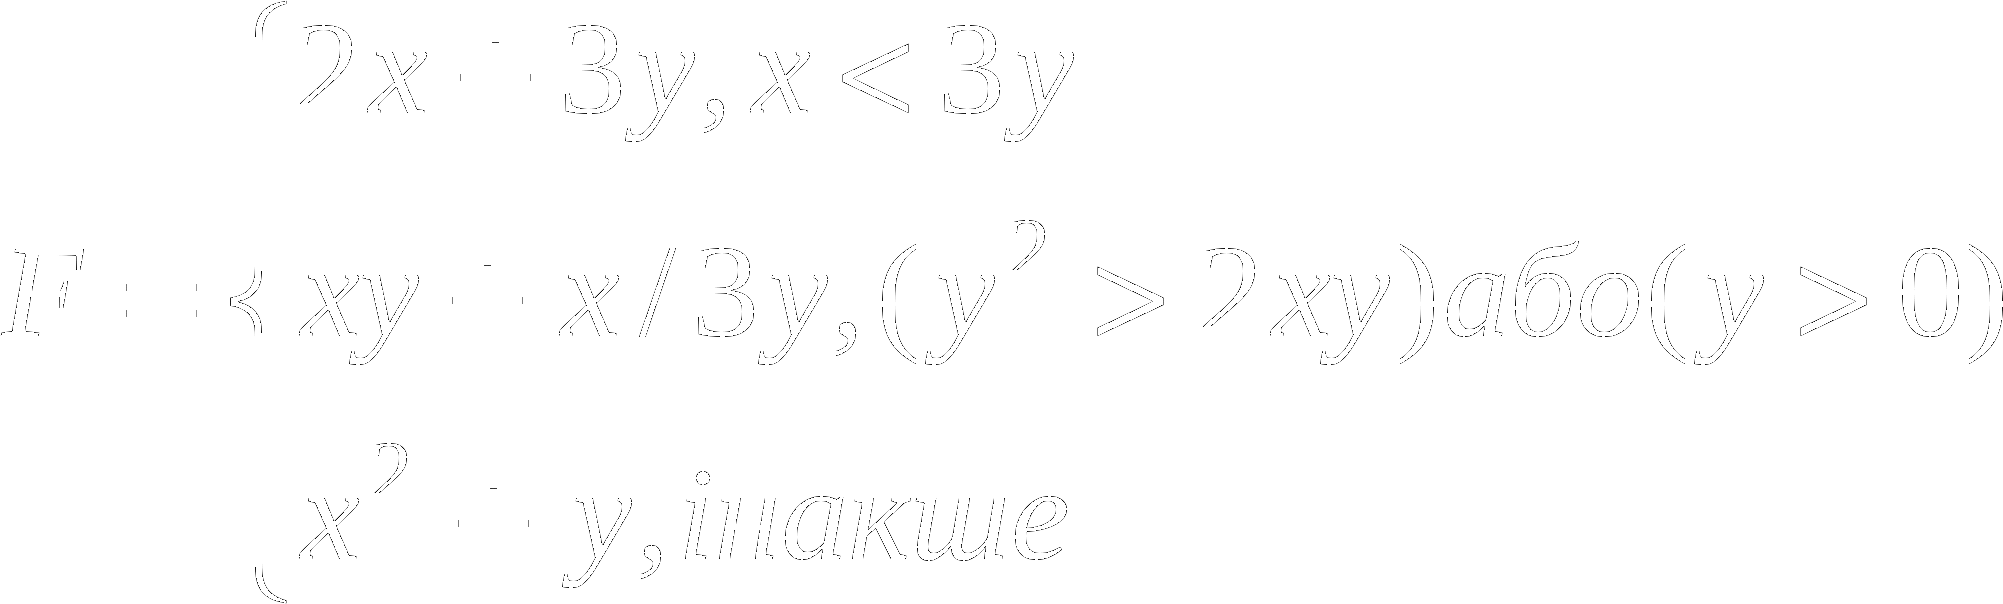 2x + 3y, x < 3y
F = { xy + x/3y, (y² > 2xy) або (y > 0)
x² + y, інакше